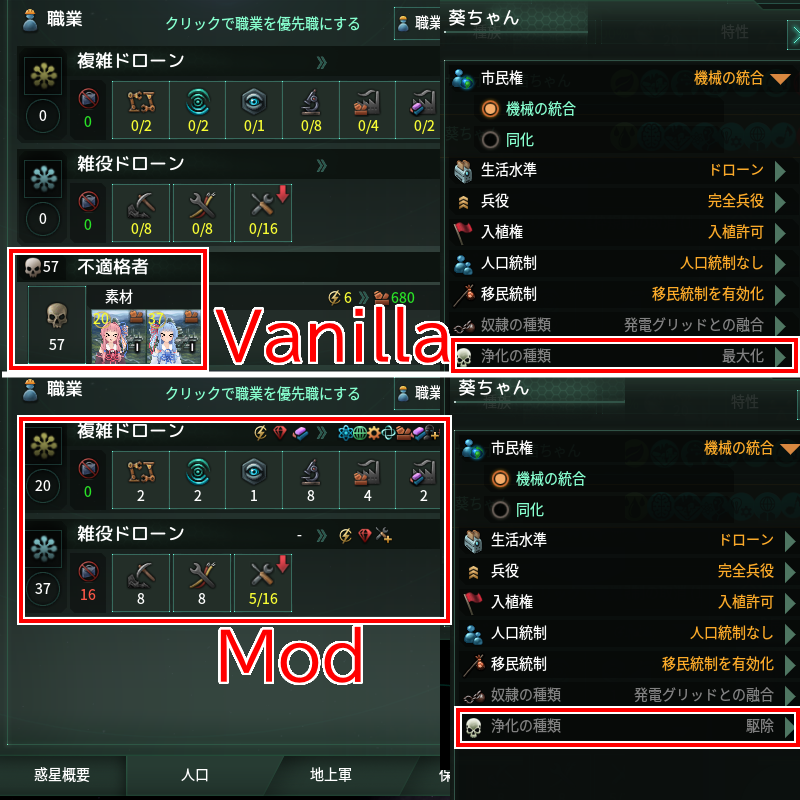 職業
クリックで職業を優先職にする
職業
複雑ドローン
0
0
0/2
0/2
0/1
0/8
0/4
0/2
雑役ドローン
0
0
0/8
0/8
0/16
57 不適格者
6
680
素材
57
20
37
Vanilla
葵ちゃん
特性
市民権 機械の統合
機械の統合
同化
生活水準 ドローン
兵役 完全兵役
入植権 入植許可
人口統制 人口統制なし
移民統制 移民統制を有効化
奴隷の種類 発電グリッドとの融合
浄化の種類 最大化
職業
クリックで職業を優先職にする
職業
複雑ドローン
20
0
2
2
1
8
4
2
雑役ドローン
-
37
16
8
8
5/16
Mod
惑星概要
人口
地上軍
葵ちゃん
特性
市民権 機械の統合
機械の統合
同化
生活水準 ドローン
兵役 完全兵役
入植権 入植許可
人口統制 人口統制なし
移民統制 移民統制を有効化
奴隷の種類 発電グリッドとの融合
浄化の種類 駆除